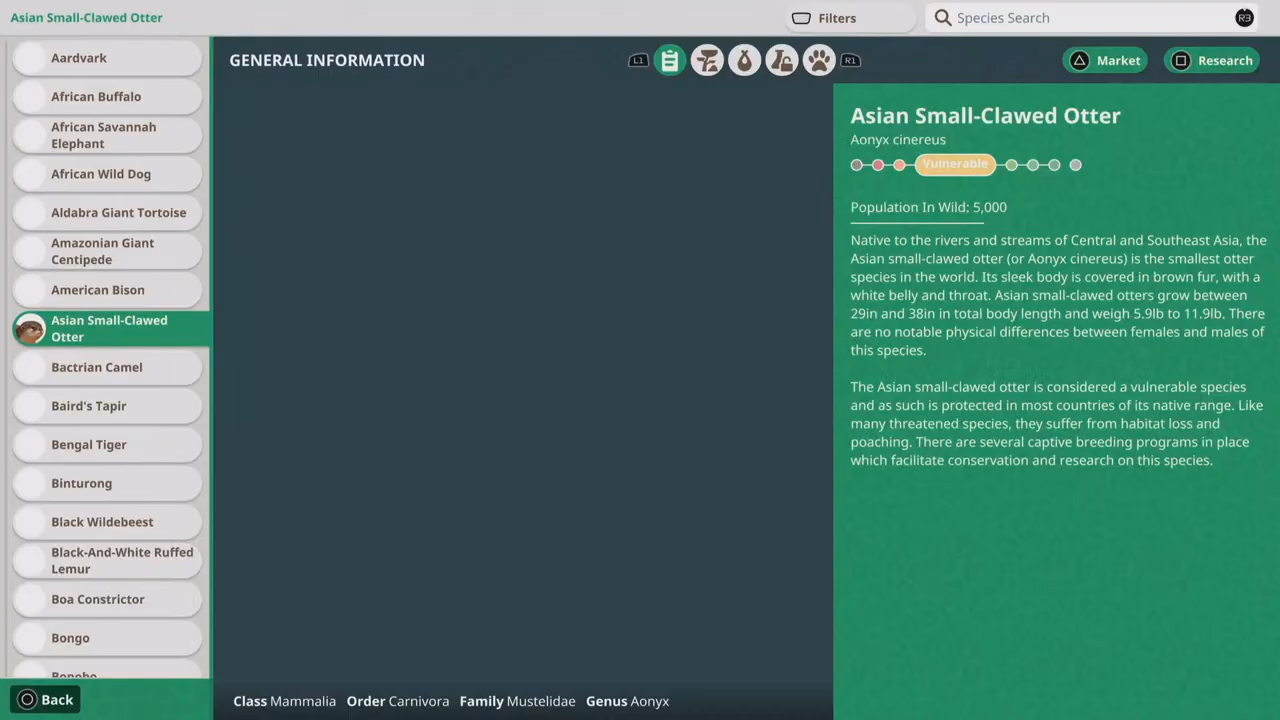 Asian Small-Clawed Otter
Filters
Species Search
R3
Aardvark
African Buffalo
African Savannah
Elephant
African Wild Dog
Aldabra Giant Tortoise
Amazonian Giant
Centipede
American Bison
Asian Small-Clawed
Otter
Bactrian Camel
Baird's Tapir
Bengal Tiger
Binturong
Black Wildebeest
Black-And-White Ruffed
Lemur
Boa Constrictor
Bongo
Bonobo
Back
GENERAL INFORMATION
L1
R1
Market
Research
Asian Small-Clawed Otter
Aonyx cinereus
Vulnerable
Population In Wild: 5,000
Native to the rivers and streams of Central and Southeast Asia, the
Asian small-clawed otter (or Aonyx cinereus) is the smallest otter
species in the world. Its sleek body is covered in brown fur, with a
white belly and throat. Asian small-clawed otters grow between
29in and 38in in total body length and weigh 5.9lb to 11.9lb. There
are no notable physical differences between females and males of
this species.
The Asian small-clawed otter is considered a vulnerable species
and as such is protected in most countries of its native range. Like
many threatened species, they suffer from habitat loss and
poaching. There are several captive breeding programs in place
which facilitate conservation and research on this species.
Class Mammalia Order Carnivora Family Mustelidae Genus Aonyx